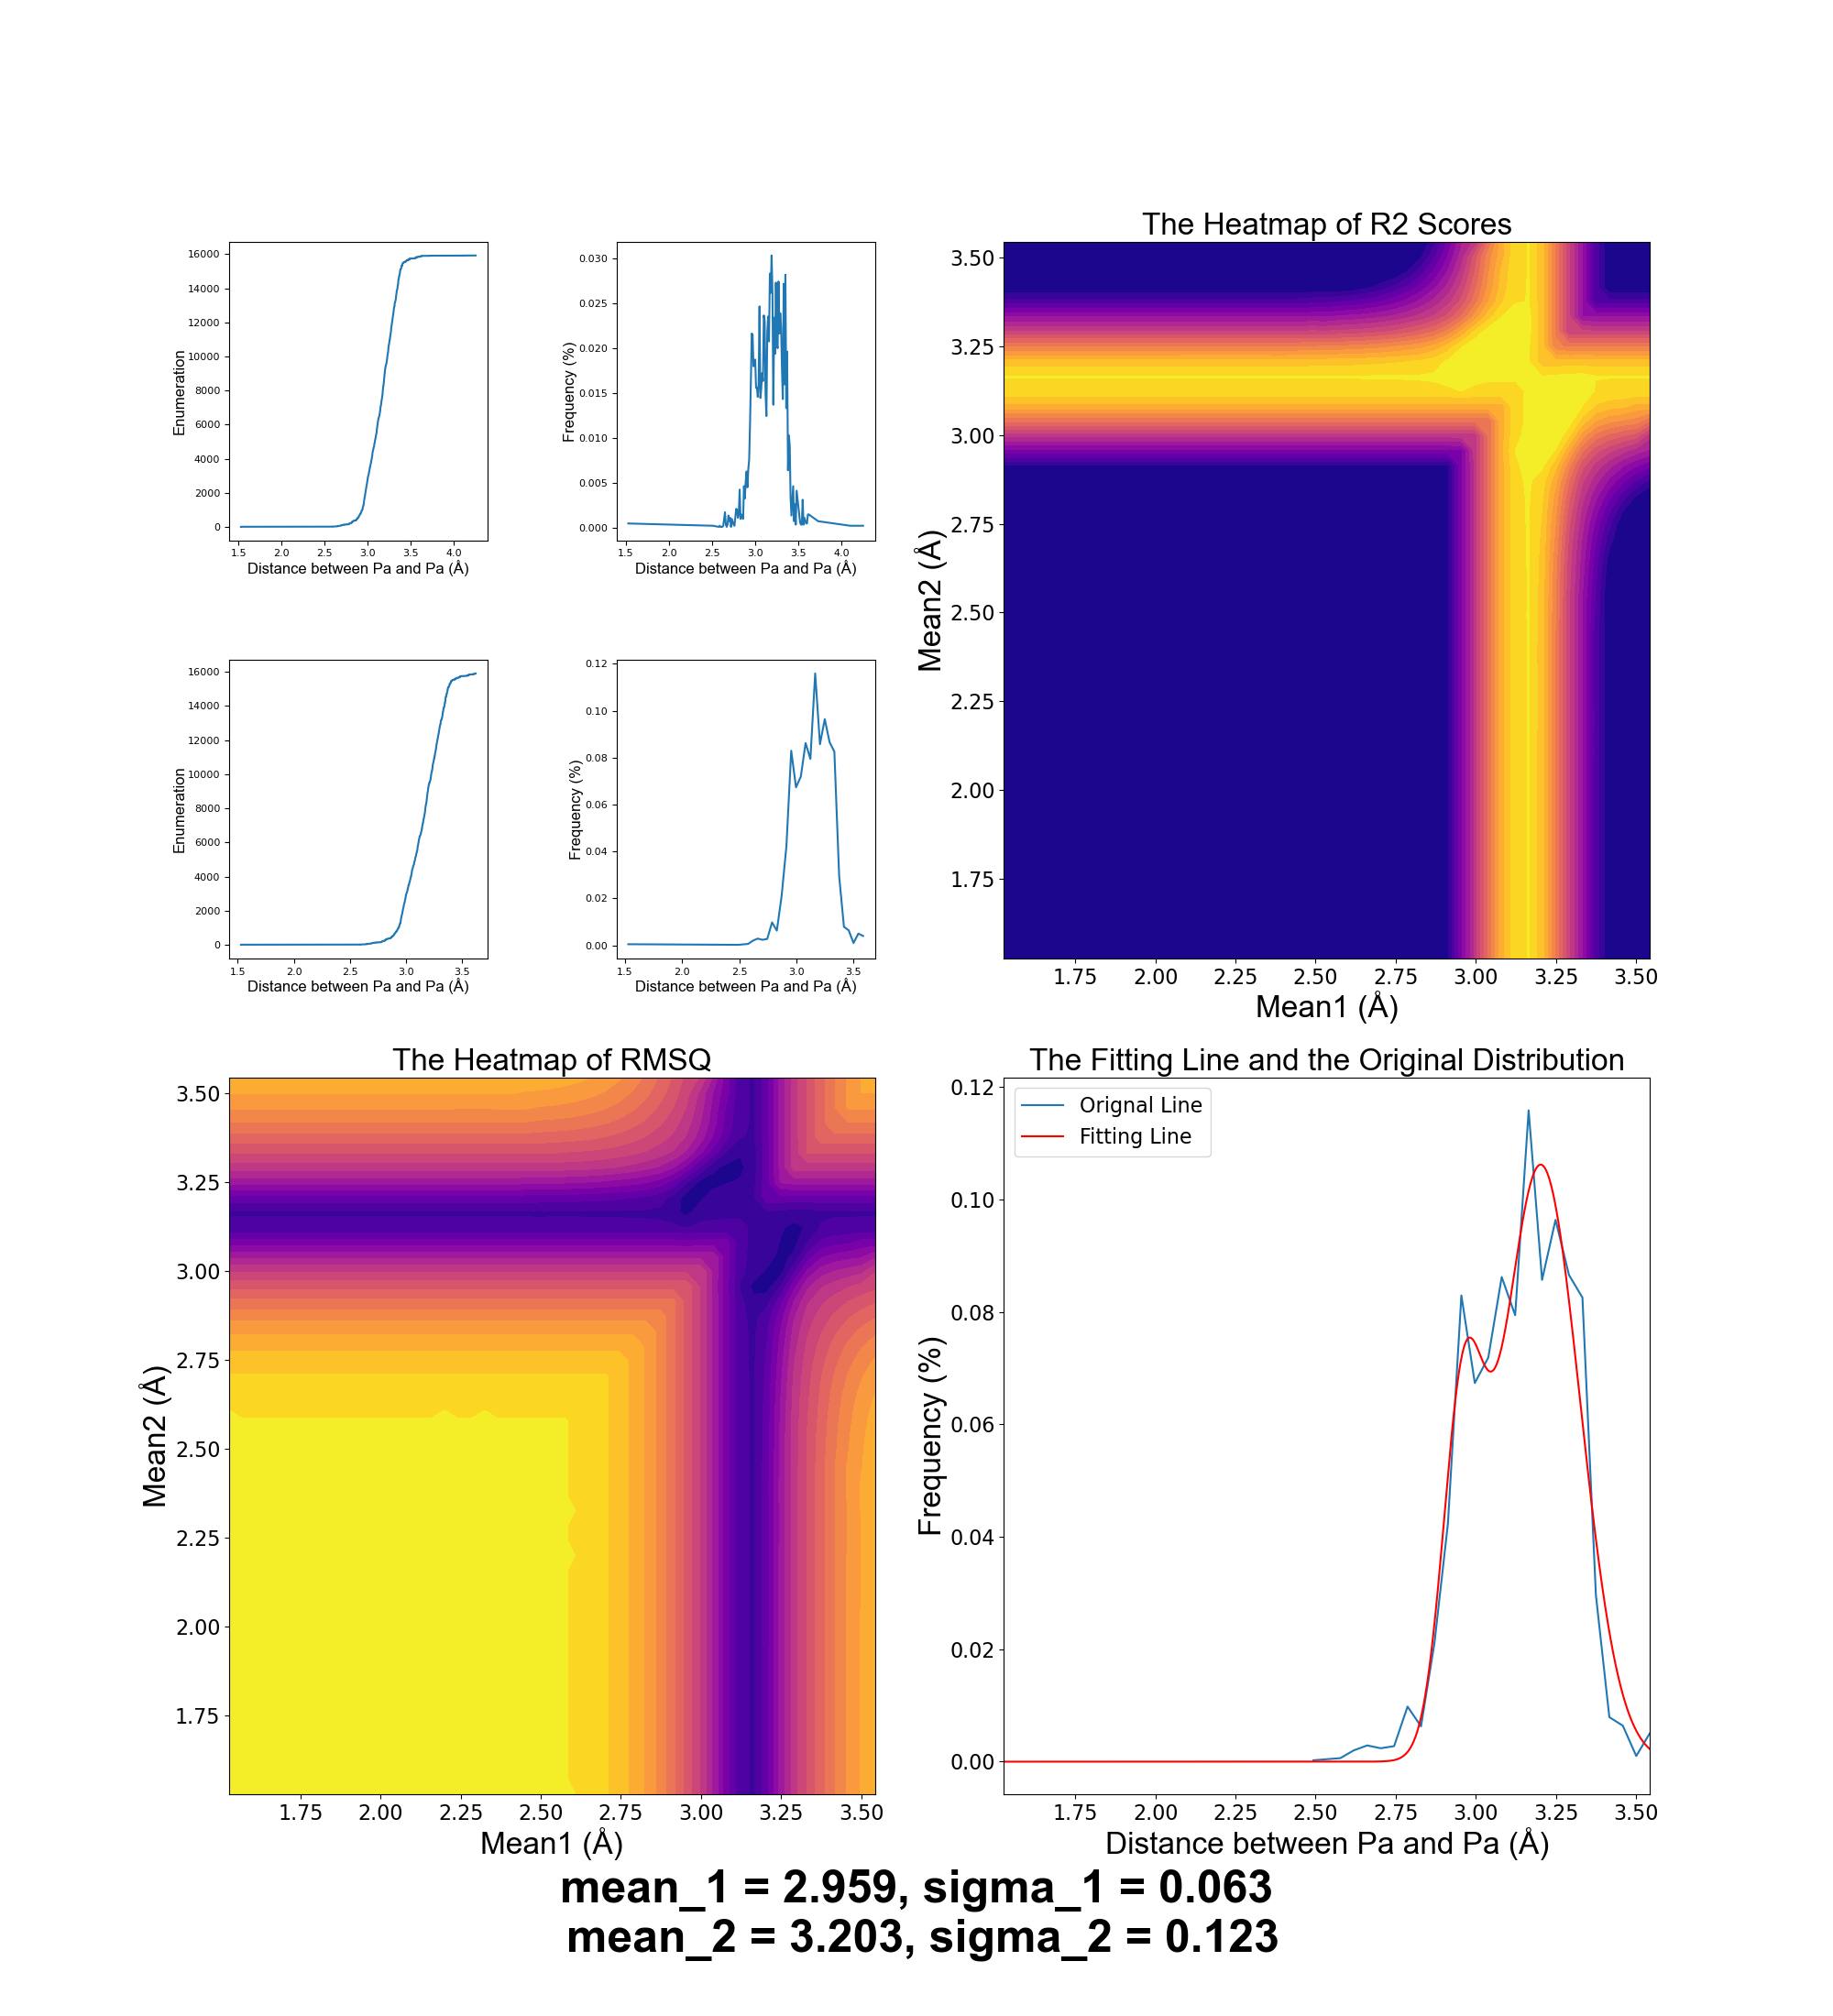 Enumeration
16000
14000
12000
10000
8000
6000
4000
2000
0
1.5 2.0 2.5 3.0 3.5 4.0
Distance between Pa and Pa (Å)
Frequency (%)
0.030
0.025
0.020
0.015
0.010
0.005
0.000
1.5 2.0 2.5 3.0 3.5 4.0
Distance between Pa and Pa (Å)
The Heatmap of R2 Scores
Mean2 (Å)
3.50
3.25
3.00
2.75
2.50
2.25
2.00
1.75
1.75 2.00 2.25 2.50 2.75 3.00 3.25 3.50
Mean1 (Å)
Enumeration
16000
14000
12000
10000
8000
6000
4000
2000
0
1.5 2.0 2.5 3.0 3.5
Distance between Pa and Pa (Å)
Frequency (%)
0.12
0.10
0.08
0.06
0.04
0.02
0.00
1.5 2.0 2.5 3.0 3.5
Distance between Pa and Pa (Å)
The Heatmap of RMSQ
Mean2 (Å)
3.50
3.25
3.00
2.75
2.50
2.25
2.00
1.75
1.75 2.00 2.25 2.50 2.75 3.00 3.25 3.50
Mean1 (Å)
The Fitting Line and the Original Distribution
Orignal Line
Fitting Line
Frequency (%)
0.12
0.10
0.08
0.06
0.04
0.02
0.00
1.75 2.00 2.25 2.50 2.75 3.00 3.25 3.50
Distance between Pa and Pa (Å)
mean_1 = 2.959, sigma_1 = 0.063
mean_2 = 3.203, sigma_2 = 0.123